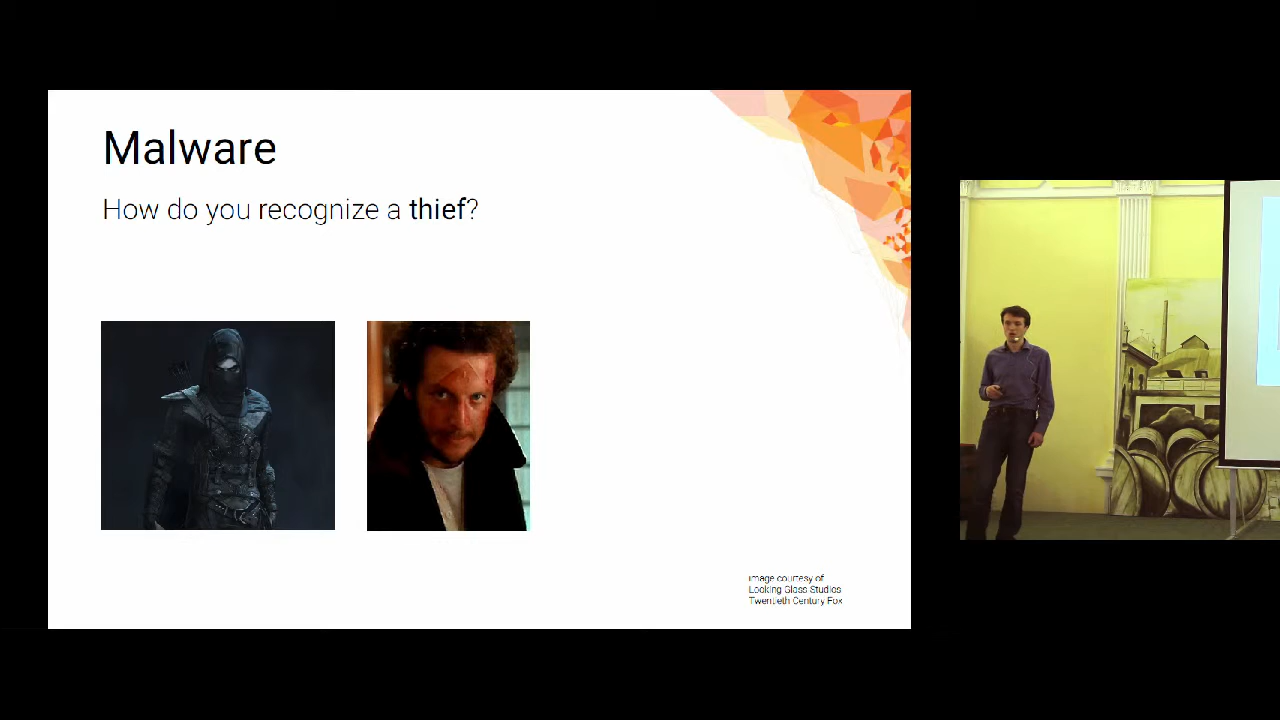 Malware
How do you recognize a thief?
image courtesy of
Looking Glass Studios
Twentieth Century Fox